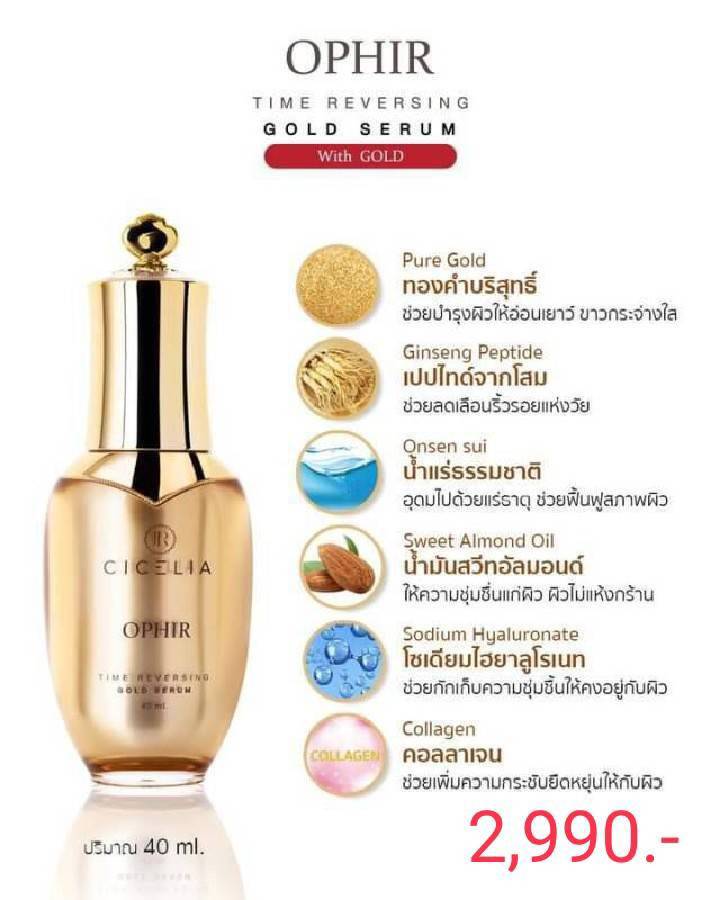 OPHIR
TIME REVERSING
GOLD SERUM
With GOLD
Pure Gold
ทองคำบริสุทธิ์
ช่วยบำรุงผิวให้อ่อนเยาว์ ขาวกระจ่างใส
Ginseng Peptide
เปปไทด์จากโสม
ช่วยลดเลือนริ้วรอยแห่งวัย
Onsen sui
น้ำแร่ธรรมชาติ
อุดมไปด้วยแร่ธาตุ ช่วยฟื้นฟูสภาพผิว
Sweet Almond Oil
น้ำมันสวีทอัลมอนด์
ให้ความชุ่มชื่นแก่ผิว ผิวไม่แห้งกร้าน
Sodium Hyaluronate
โซเดียมไฮยาลูโรเนท
ช่วยกักเก็บความชุ่มชื้นให้คงอยู่กับผิว
COLLAGEN
Collagen
คอลลาเจน
ช่วยเพิ่มความกระชับยืดหยุ่นให้กับผิว
CICELIA
OPHIR
TIME REVERSING
GOLD SERUM
40 ml.
ปริมาณ 40 ml.
2,990.-